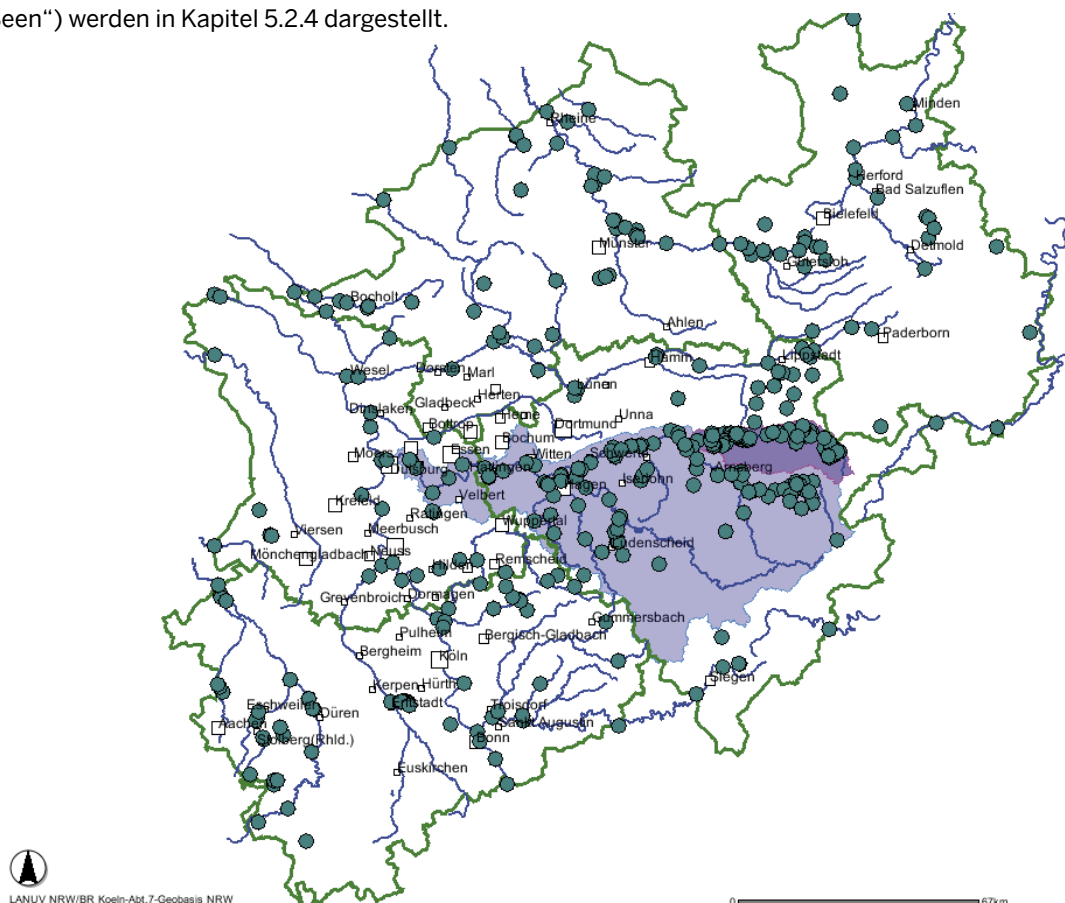 Seen“) werden in Kapitel 5.2.4 dargestellt.
Rheine
Minden
Herford
Bad Salzuflen
Bielefeld
Münster
Detmold
Gütersloh
Bocholt
Ahlen
Paderborn
Lippstadt
Hamm
Wesel
Dorsten
Marl
Lünen
Gladbeck
Herten
Dinslaken
Herne
Unna
Bottrop
Dortmund
Bochum
Essen
Witten
Schwerte
Moers
Duisburg
Hattingen
Arnsberg
Hagen
Iserlohn
Krefeld
Velbert
Ratingen
Wuppertal
Viersen
Meerbusch
Lüdenscheid
Mönchengladbach
Neuss
Hilden
Remscheid
Grevenbroich
Dormagen
Gummersbach
Pulheim
Bergisch-Gladbach
Bergheim
Köln
Siegen
Kerpen
Hürth
Erftstadt
Eschweiler
Düren
Troisdorf
Sankt Augustin
Aachen
Stolberg(Rhld.)
Bonn
Euskirchen
LANUV NRW/BR Koeln-Abt.7-Geobasis NRW
0 67km